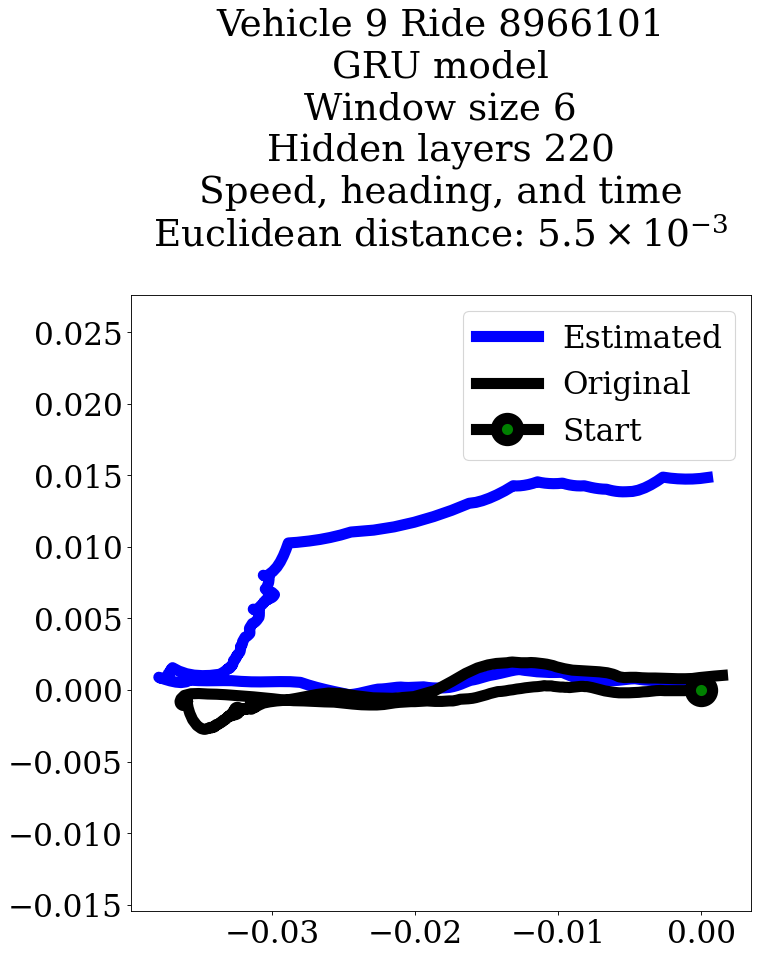 Vehicle 9 Ride 8966101
GRU model
Window size 6
Hidden layers 220
Speed, heading, and time
Euclidean distance: 5.5 × 10⁻³
Estimated
Original
Start
0.025
0.020
0.015
0.010
0.005
0.000
−0.005
−0.010
−0.015
−0.03 −0.02 −0.01 0.00